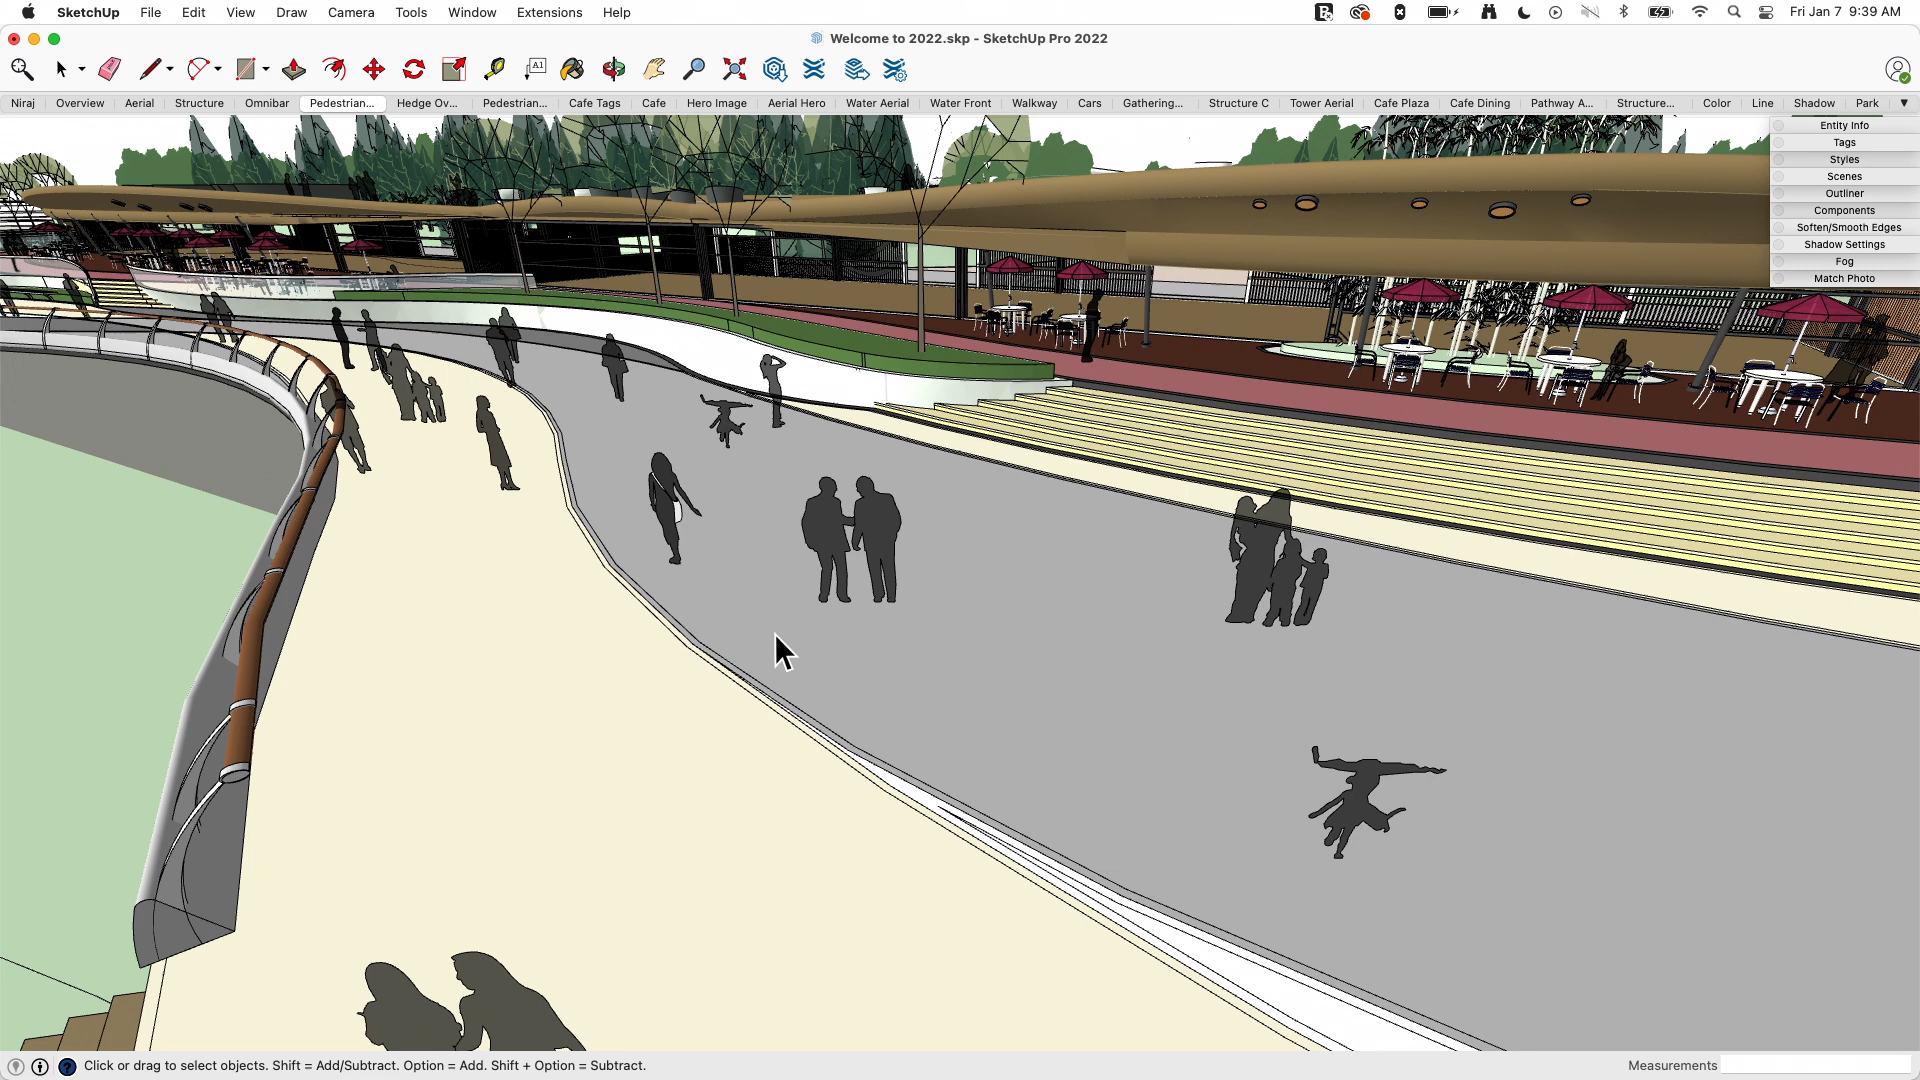 SketchUp File Edit View Draw Camera Tools Window Extensions Help Fri Jan 7 9:39 AM
Welcome to 2022.skp - SketchUp Pro 2022
A1
Niraj Overview Aerial Structure Omnibar Pedestrian... Hedge Ov... Pedestrian... Cafe Tags Cafe Hero Image Aerial Hero Water Aerial Water Front Walkway Cars Gathering... Structure C Tower Aerial Cafe Plaza Cafe Dining Pathway A... Structure... Color Line Shadow Park
Entity Info
Tags
Styles
Scenes
Outliner
Components
Soften/Smooth Edges
Shadow Settings
Fog
Match Photo
Click or drag to select objects. Shift = Add/Subtract. Option = Add. Shift + Option = Subtract. Measurements